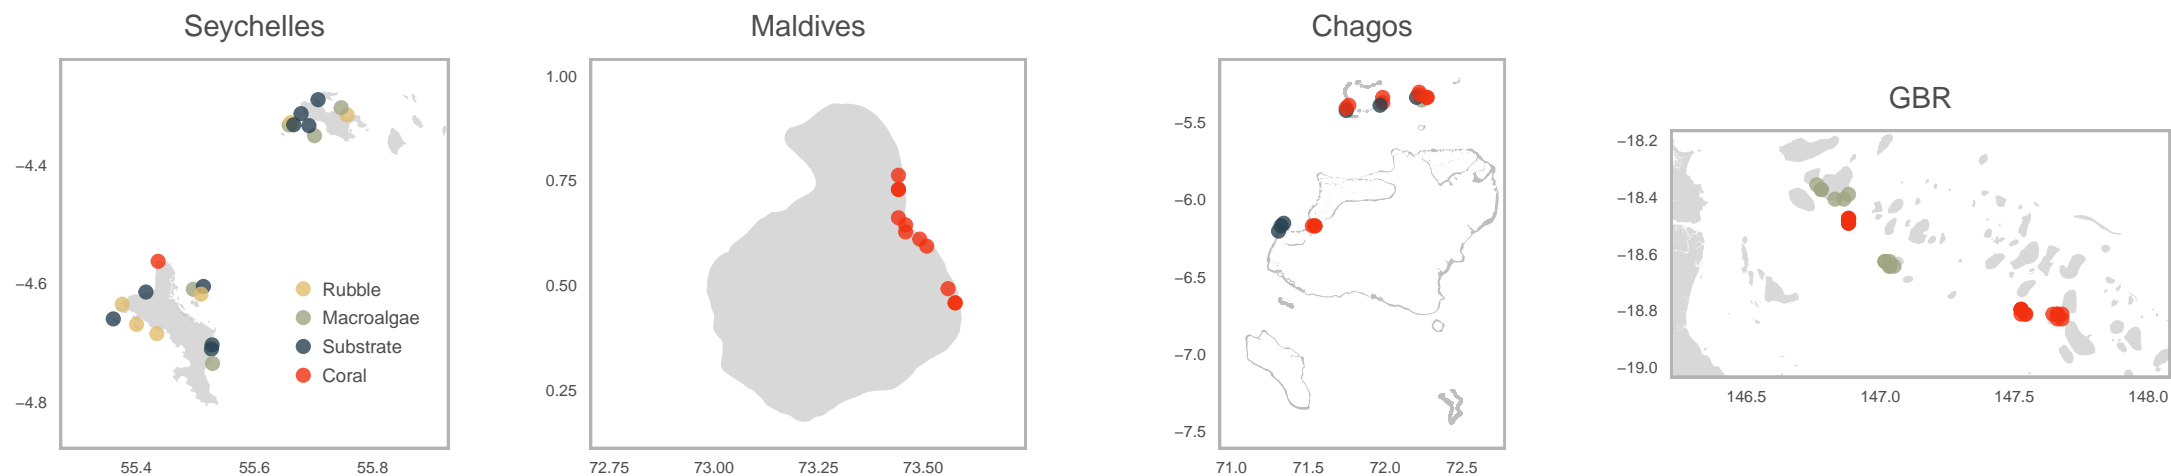 Seychelles
−4.4
−4.6
−4.8
55.4 55.6 55.8
Rubble
Macroalgae
Substrate
Coral
Maldives
1.00
0.75
0.50
0.25
72.75 73.00 73.25 73.50
Chagos
−5.5
−6.0
−6.5
−7.0
−7.5
71.0 71.5 72.0 72.5
GBR
−18.2
−18.4
−18.6
−18.8
−19.0
146.5 147.0 147.5 148.0